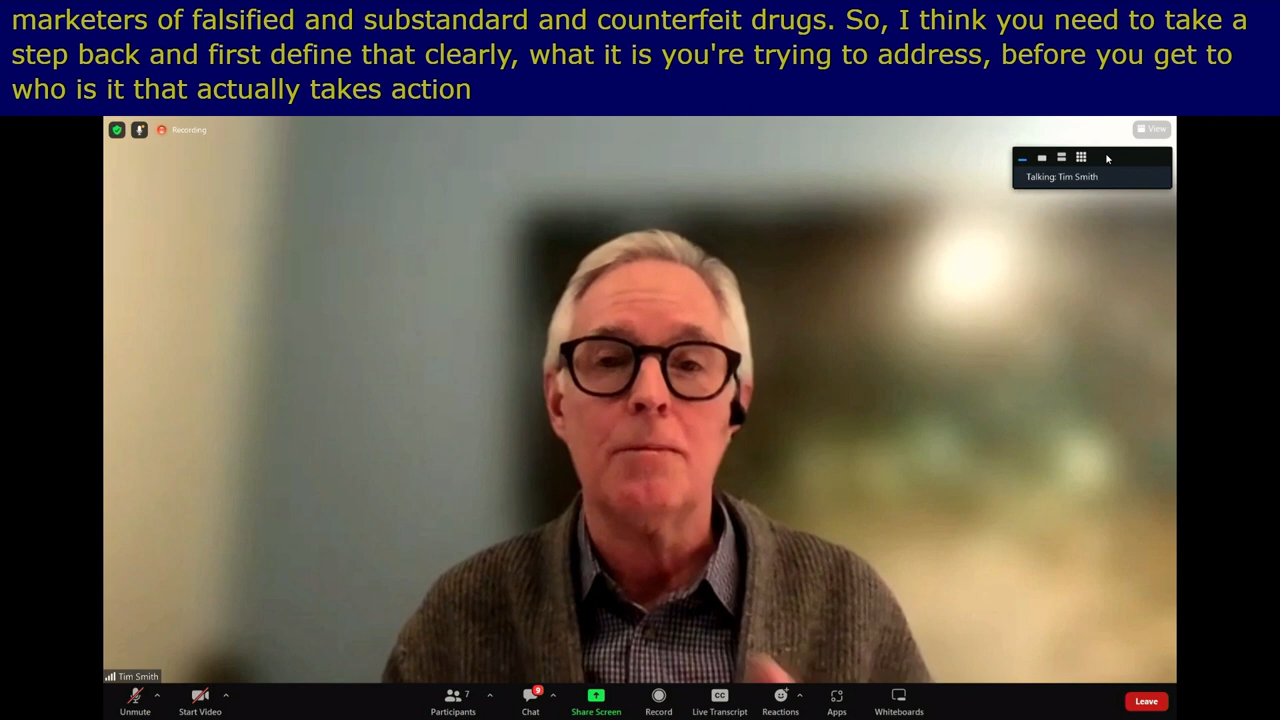 marketers of falsified and substandard and counterfeit drugs. So, I think you need to take a
step back and first define that clearly, what it is you're trying to address, before you get to
who is it that actually takes action
Recording
View
Talking: Tim Smith
Tim Smith
Unmute
Start Video
Participants 7
Chat 9
Share Screen
Record
CC
Live Transcript
Reactions
Apps
Whiteboards
Leave